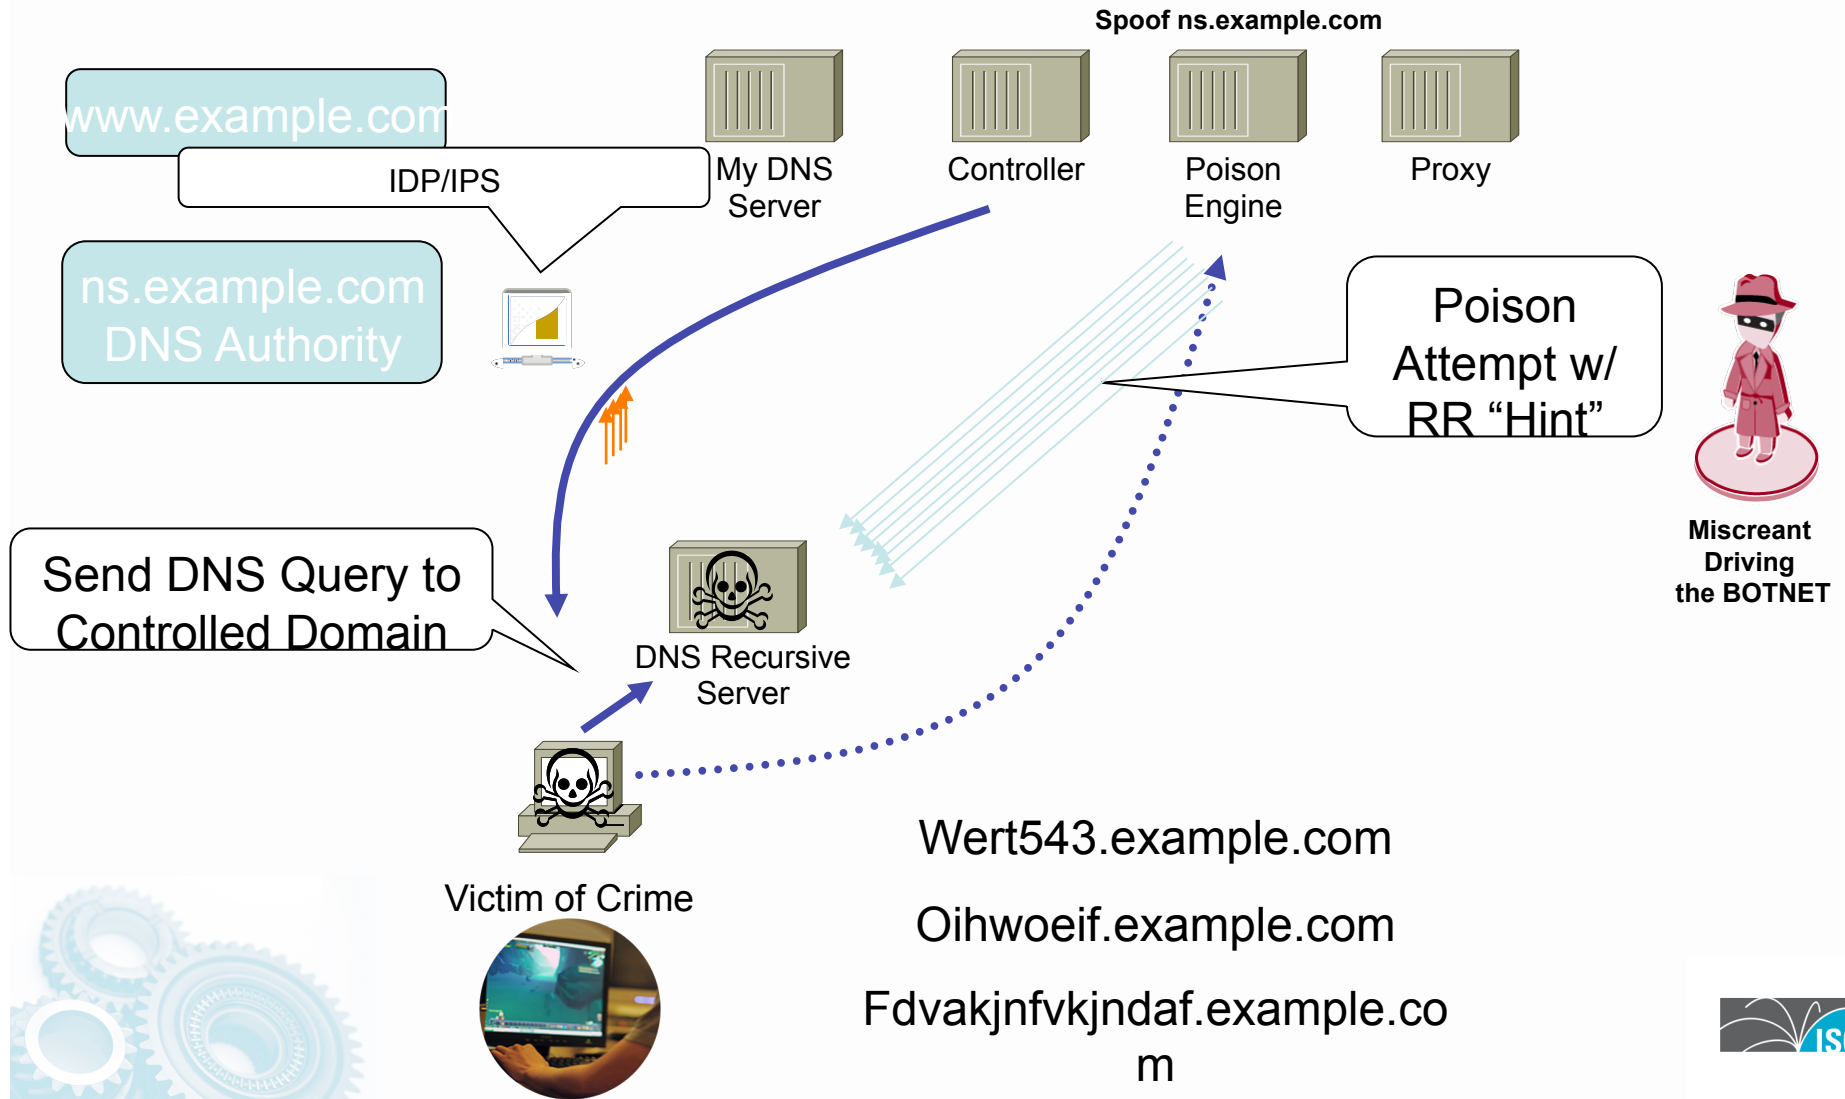 Spoof ns.example.com
www.example.com
IDP/IPS
My DNS
Server
Controller
Poison
Engine
Proxy
ns.example.com
DNS Authority
Poison
Attempt w/
RR “Hint”
Miscreant
Driving
the BOTNET
Send DNS Query to
Controlled Domain
DNS Recursive
Server
Victim of Crime
Wert543.example.com
Oihwoeif.example.com
Fdvakjnfvkjndaf.example.co
m